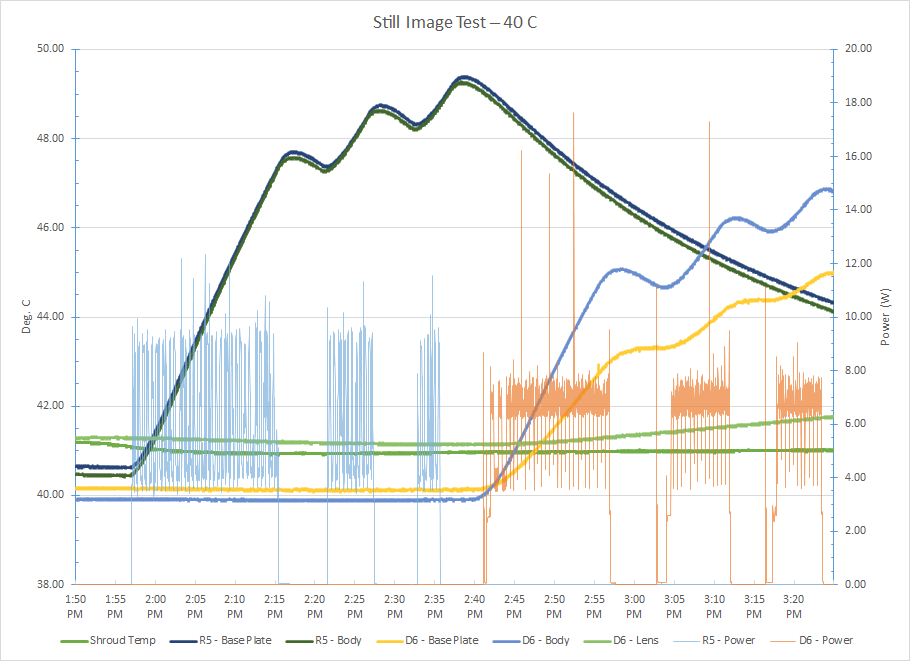 Still Image Test – 40 C
50.00
48.00
46.00
44.00
42.00
40.00
38.00
Deg. C
20.00
18.00
16.00
14.00
12.00
10.00
8.00
6.00
4.00
2.00
0.00
Power (W)
1:50 PM
1:55 PM
2:00 PM
2:05 PM
2:10 PM
2:15 PM
2:20 PM
2:25 PM
2:30 PM
2:35 PM
2:40 PM
2:45 PM
2:50 PM
2:55 PM
3:00 PM
3:05 PM
3:10 PM
3:15 PM
3:20 PM
Shroud Temp R5 - Base Plate R5 - Body D6 - Base Plate D6 - Body D6 - Lens R5 - Power D6 - Power